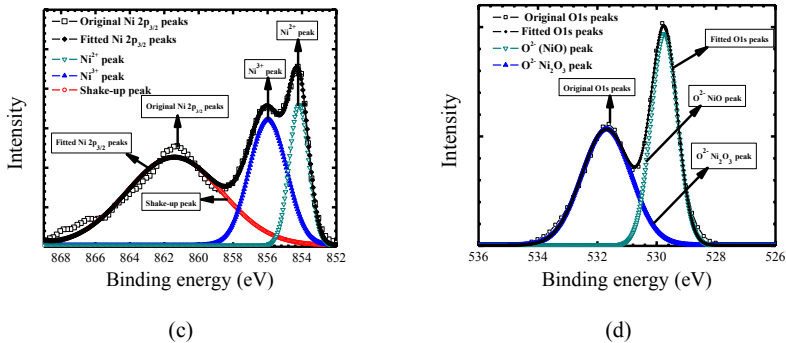 Original Ni 2p3/2 peaks
Fitted Ni 2p3/2 peaks
Ni2+ peak
Ni3+ peak
Shake-up peak
Ni2+ peak
Ni3+ peak
Original Ni 2p3/2 peaks
Fitted Ni 2p3/2 peaks
Shake-up peak
Intensity
868 866 864 862 860 858 856 854 852
Binding energy (eV)
(c)
Original O1s peaks
Fitted O1s peaks
O2- (NiO) peak
O2- Ni2O3 peak
Original O1s peaks
Fitted O1s peaks
O2- NiO peak
O2- Ni2O3 peak
Intensity
536 534 532 530 528 526
Binding energy (eV)
(d)